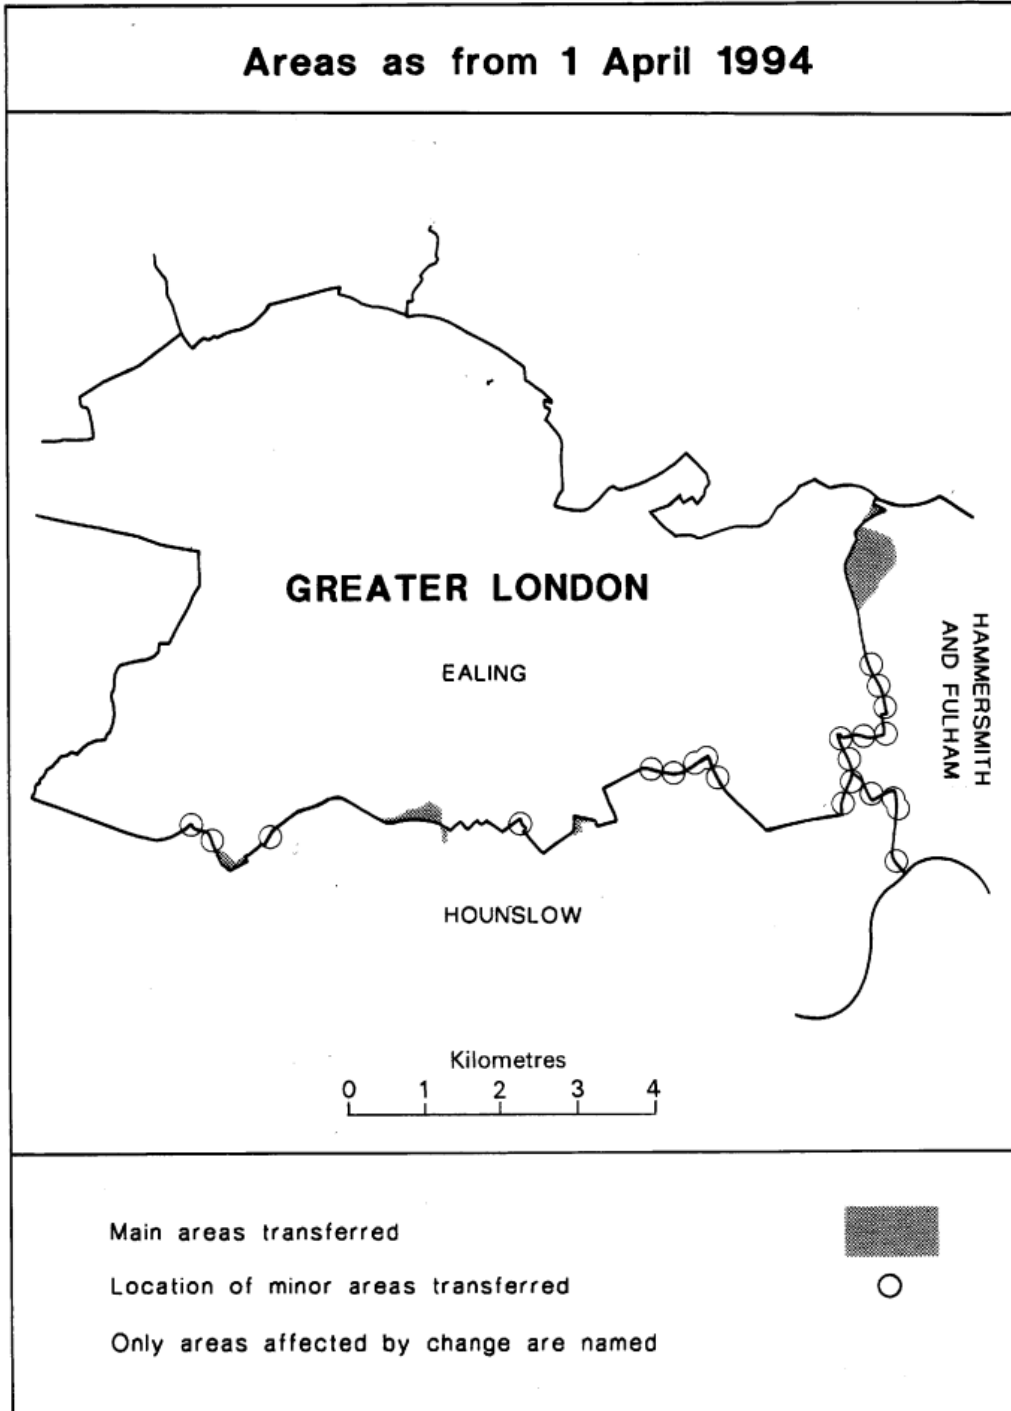 Areas as from 1 April 1994
GREATER LONDON
EALING
HAMMERSMITH
AND FULHAM
HOUNSLOW
Kilometres
0 1 2 3 4
Main areas transferred
Location of minor areas transferred
Only areas affected by change are named